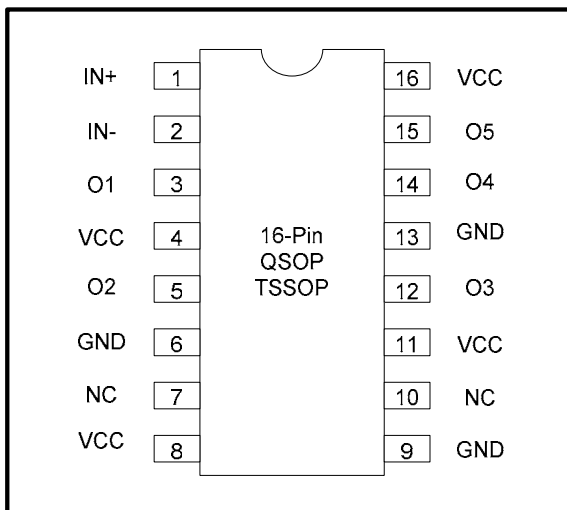 IN+ 1 16 VCC
IN- 2 15 O5
O1 3 14 O4
VCC 4 13 GND
16-Pin
QSOP
TSSOP
O2 5 12 O3
GND 6 11 VCC
NC 7 10 NC
VCC 8 9 GND